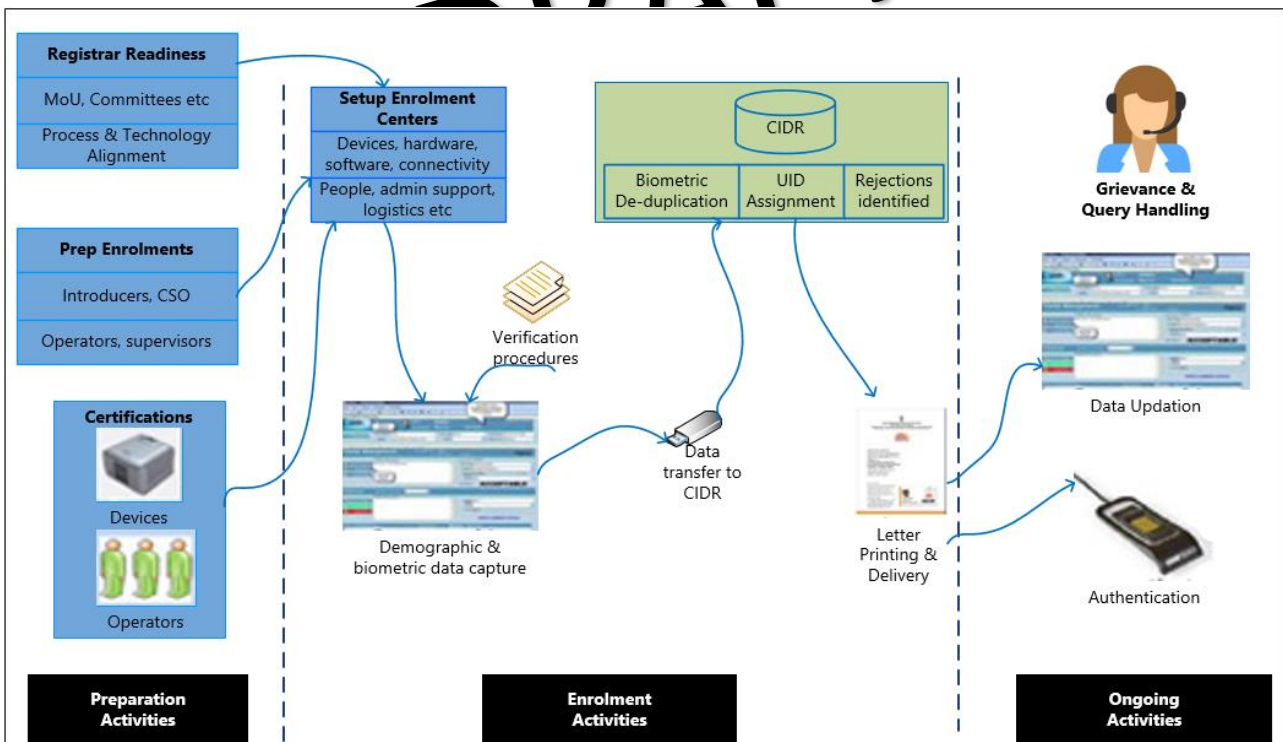 Registrar Readiness
MoU, Committees etc
Process & Technology
Alignment
Prep Enrolments
Introducers, CSO
Operators, supervisors
Certifications
Devices
Operators
Setup Enrolment
Centers
Devices, hardware,
software, connectivity
People, admin support,
logistics etc
Verification
procedures
Demographic &
biometric data capture
Data
transfer to
CIDR
CIDR
Biometric
De-duplication
UID
Assignment
Rejections
identified
Letter
Printing &
Delivery
Grievance &
Query Handling
Data Updation
Authentication
Preparation
Activities
Enrolment
Activities
Ongoing
Activities